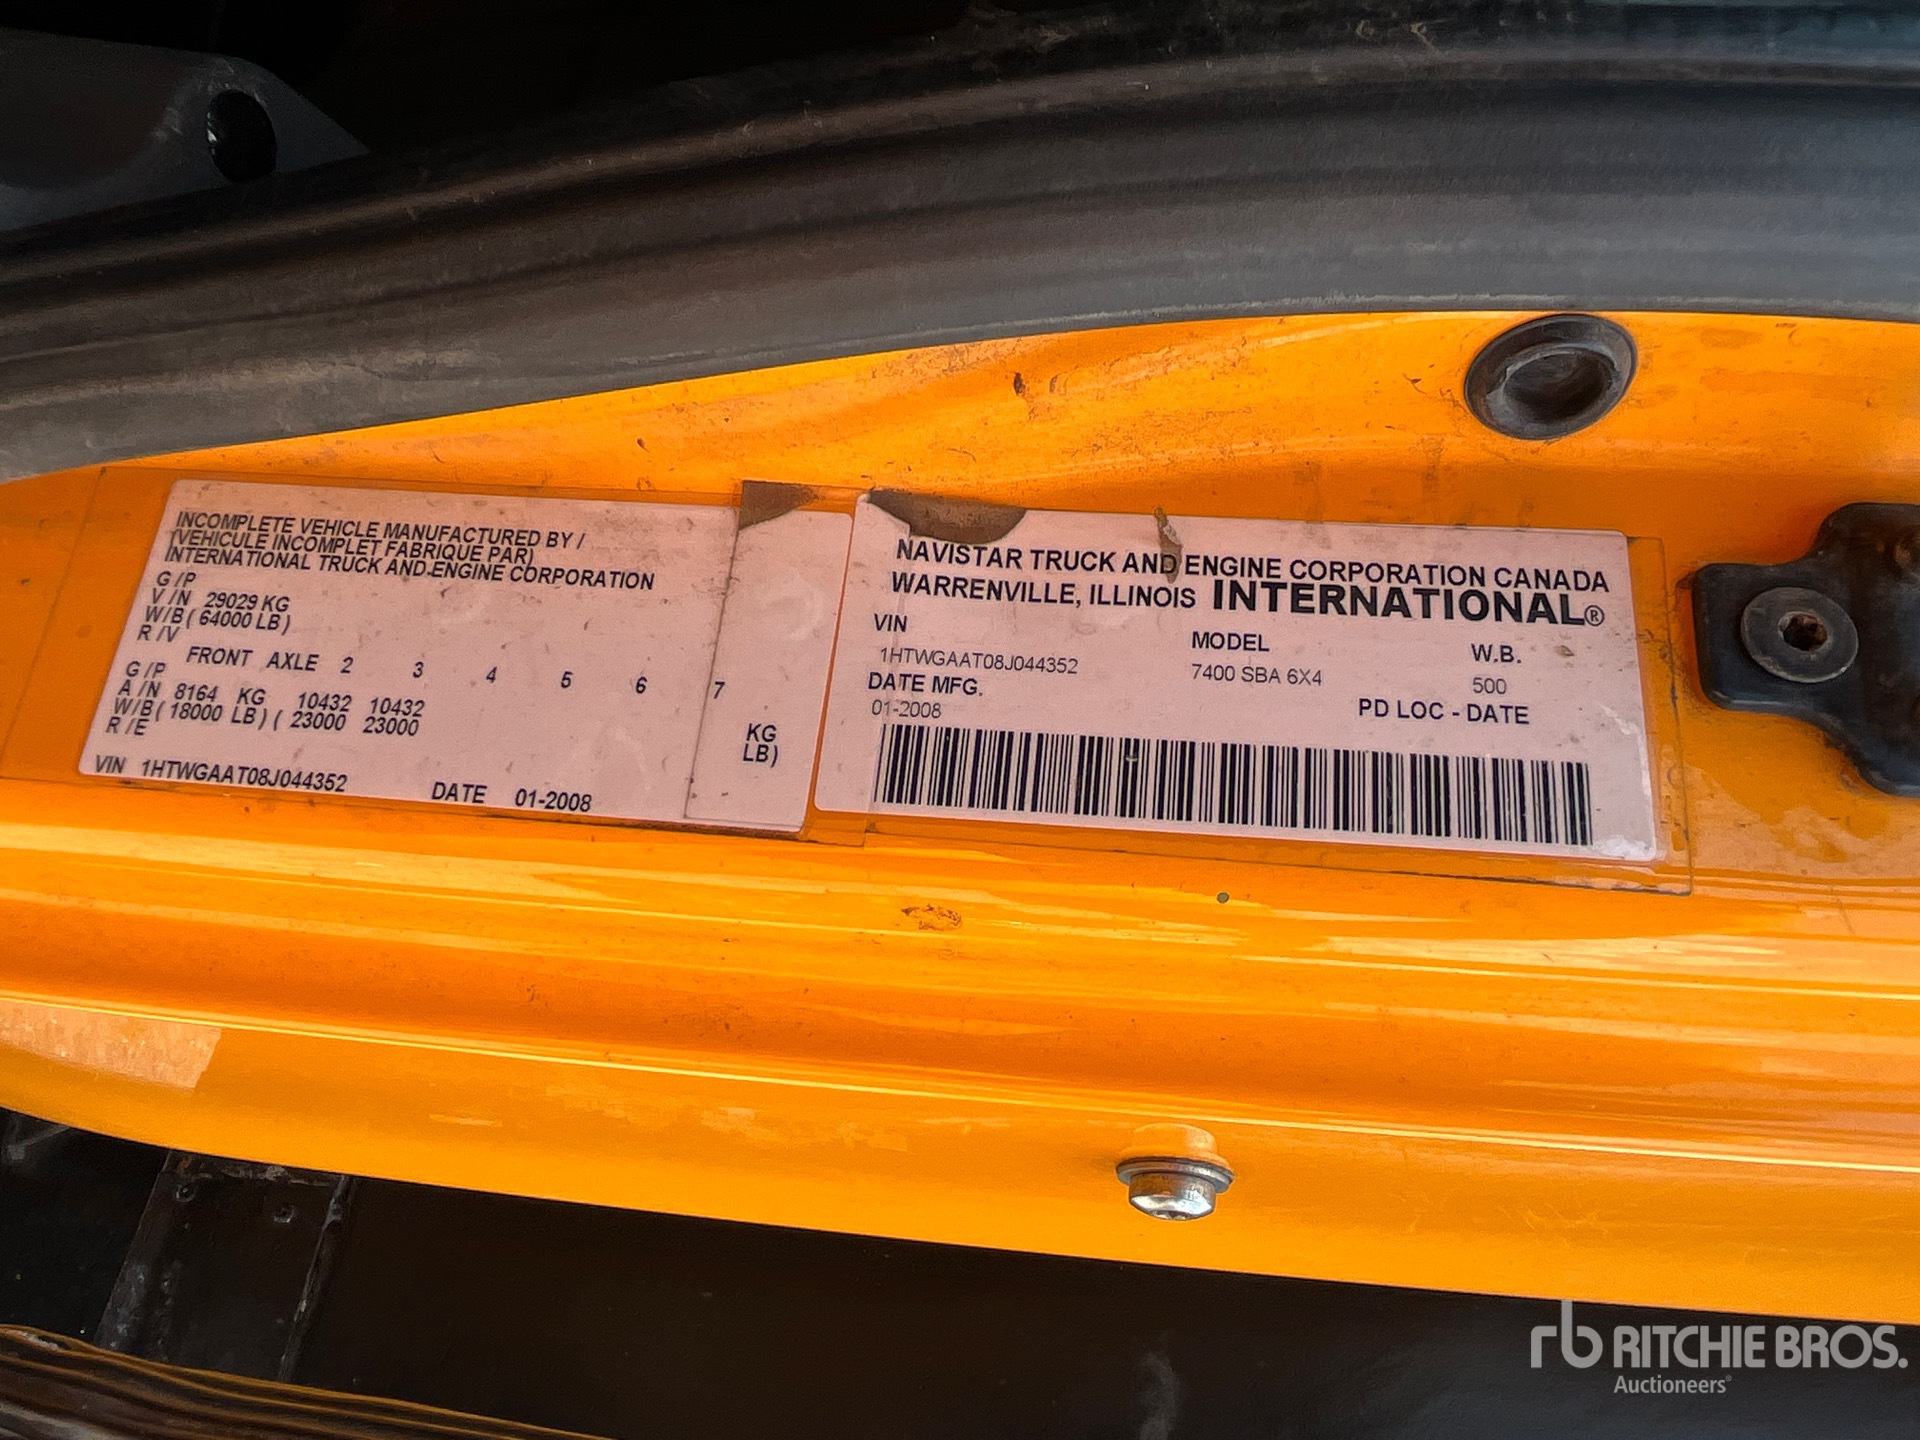 INCOMPLETE VEHICLE MANUFACTURED BY /
(VEHICULE INCOMPLET FABRIQUE PAR)
INTERNATIONAL TRUCK AND ENGINE CORPORATION
G /P
V /N 29029 KG
W/B ( 64000 LB )
R /V
FRONT AXLE 2 3 4 5 6 7
G /P
A /N 8164 KG 10432 10432 KG
W/B ( 18000 LB ) ( 23000 23000 LB)
R /E
VIN 1HTWGAAT08J044352 DATE 01-2008
NAVISTAR TRUCK AND ENGINE CORPORATION CANADA
WARRENVILLE, ILLINOIS INTERNATIONAL®
VIN MODEL W.B.
1HTWGAAT08J044352 7400 SBA 6X4 500
DATE MFG. PD LOC - DATE
01-2008
rb RITCHIE BROS.
Auctioneers®